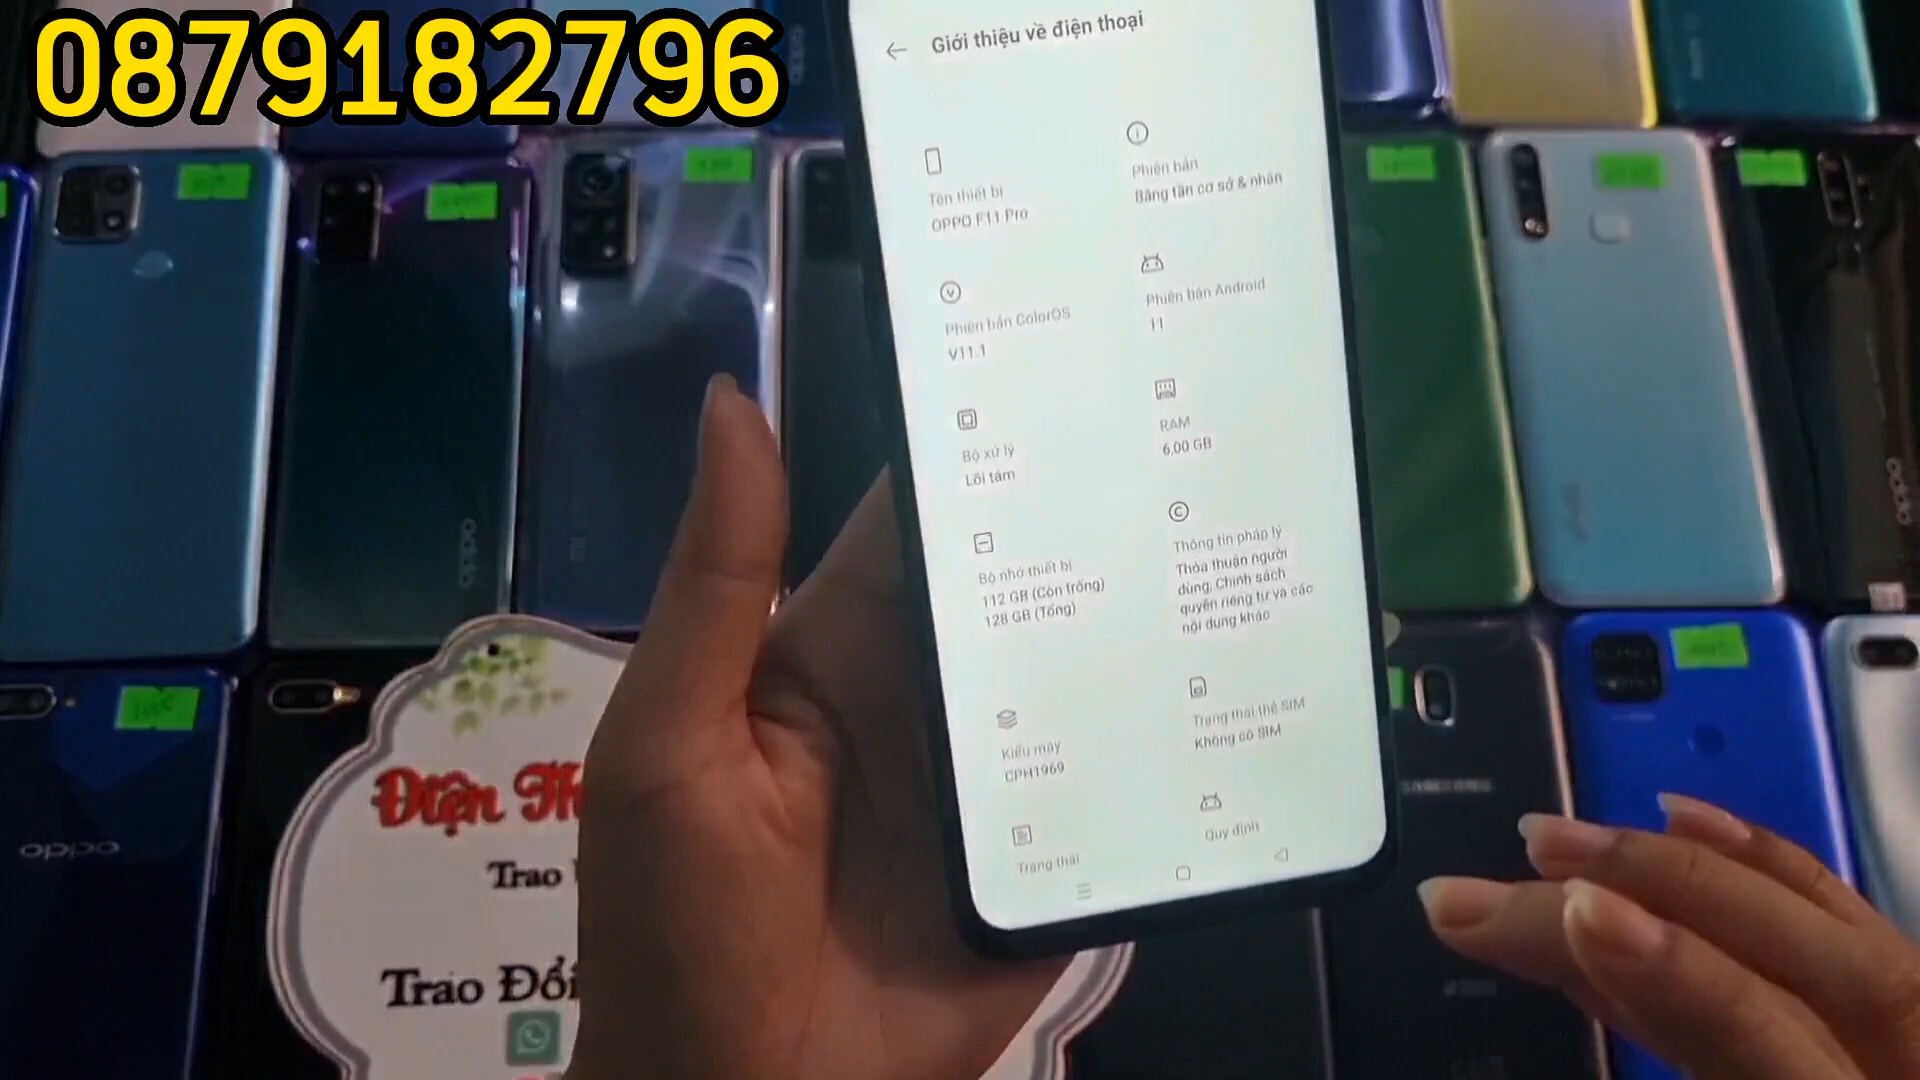 0879182796
Giới thiệu về điện thoại
Tên thiết bị
OPPO F11 Pro
Phiên bản
Băng tần cơ sở & nhân
Phiên bản ColorOS
V11.1
Phiên bản Android
11
Bộ xử lý
Lõi tám
RAM
6,00 GB
Bộ nhớ thiết bị
112 GB (Còn trống)
128 GB (Tổng)
Thông tin pháp lý
Thỏa thuận người
dùng, Chính sách
quyền riêng tư và các
nội dung khác
Kiểu máy
CPH1969
Trạng thái thẻ SIM
Không có SIM
Trạng thái
Quy định
Điện Th
Trao
Trao Đổi
oppo
oppo
oppo
SAMSUNG